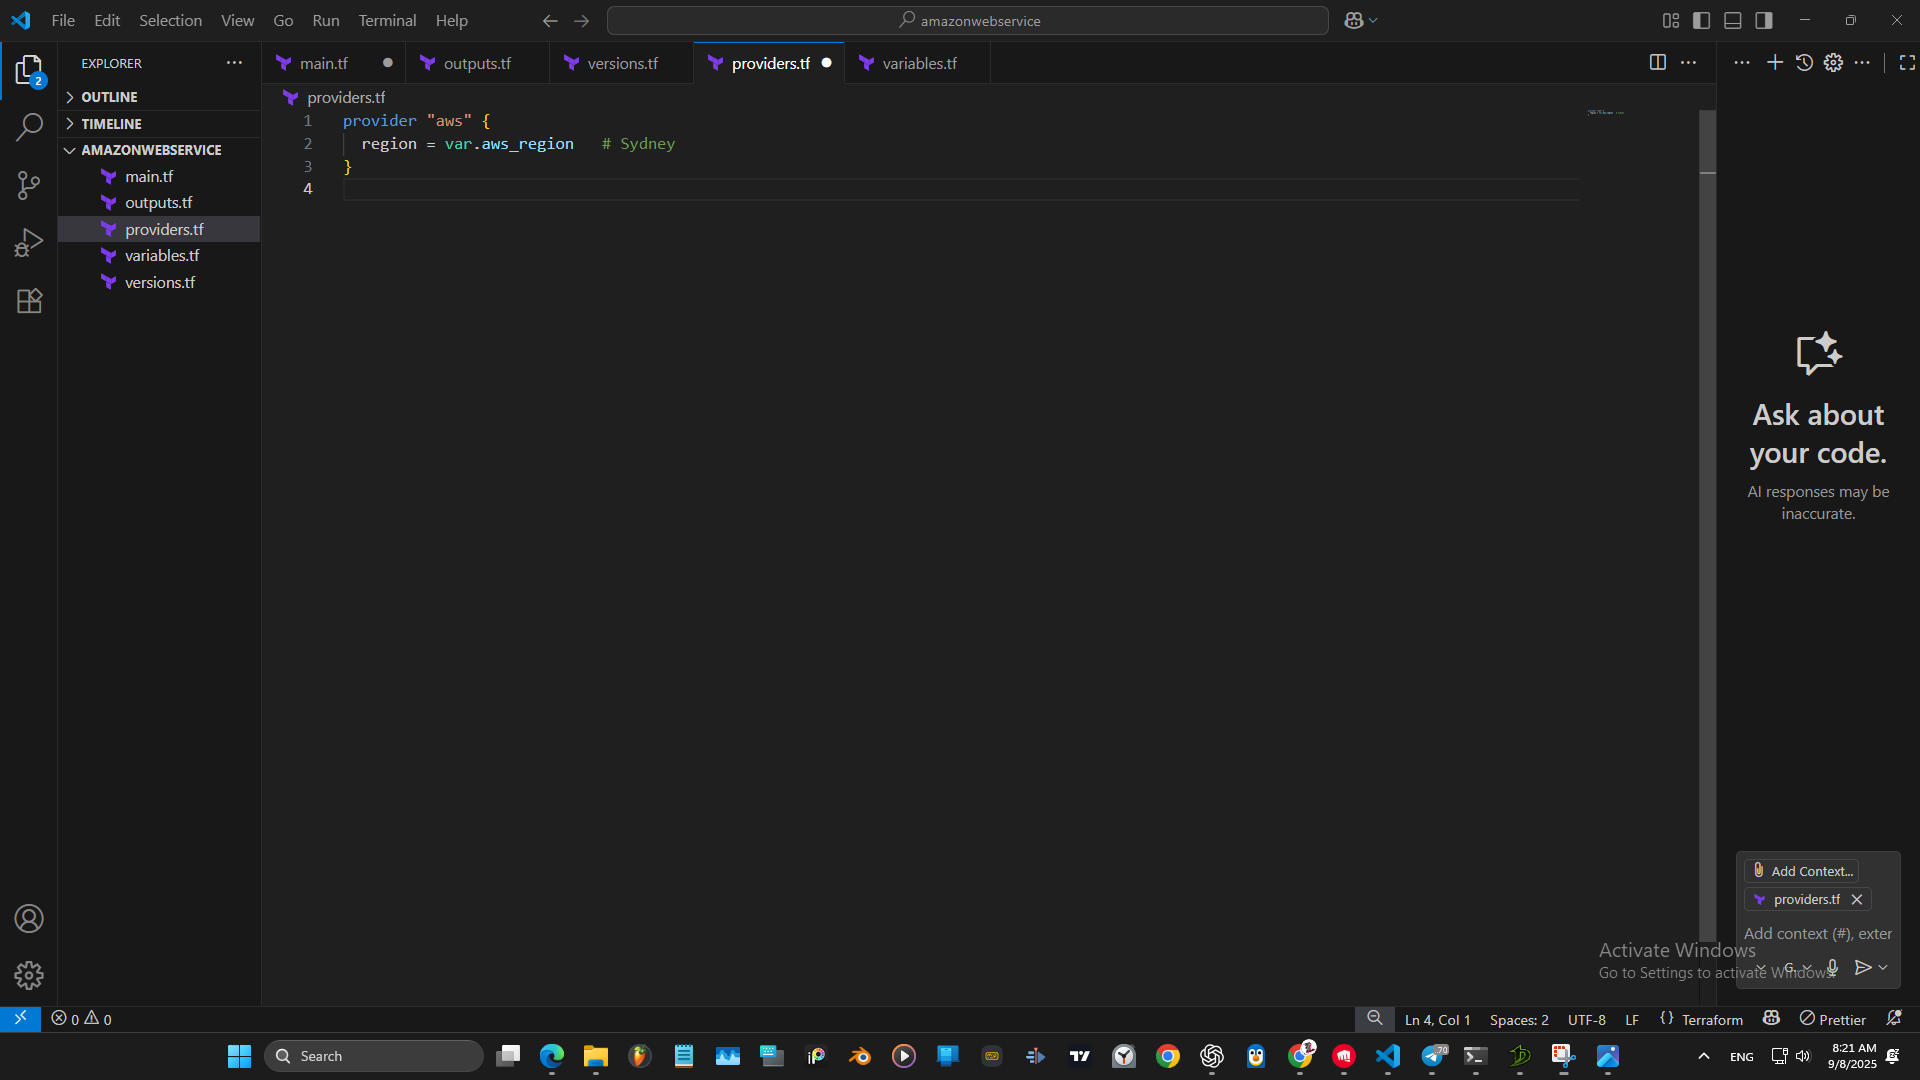 File Edit Selection View Go Run Terminal Help
amazonwebservice
EXPLORER
2
OUTLINE
TIMELINE
AMAZONWEBSERVICE
main.tf
outputs.tf
providers.tf
variables.tf
versions.tf
main.tf outputs.tf versions.tf providers.tf variables.tf
providers.tf
1 provider "aws" {
2 region = var.aws_region # Sydney
3 }
4
Ask about
your code.
AI responses may be
inaccurate.
Add Context...
providers.tf
Add context (#), exter
G
Activate Windows
Go to Settings to activate Windows.
0 0
Ln 4, Col 1 Spaces: 2 UTF-8 LF {} Terraform Prettier
Search
70
ENG
8:21 AM
9/8/2025